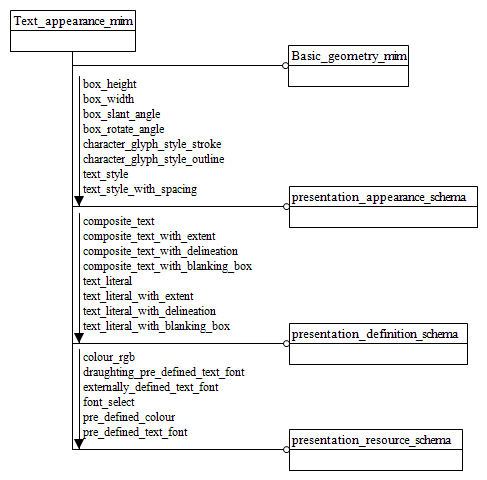 Text_appearance_mim
Basic_geometry_mim
box_height
box_width
box_slant_angle
box_rotate_angle
character_glyph_style_stroke
character_glyph_style_outline
text_style
text_style_with_spacing
presentation_appearance_schema
composite_text
composite_text_with_extent
composite_text_with_delineation
composite_text_with_blanking_box
text_literal
text_literal_with_extent
text_literal_with_delineation
text_literal_with_blanking_box
presentation_definition_schema
colour_rgb
draughting_pre_defined_text_font
externally_defined_text_font
font_select
pre_defined_colour
pre_defined_text_font
presentation_resource_schema